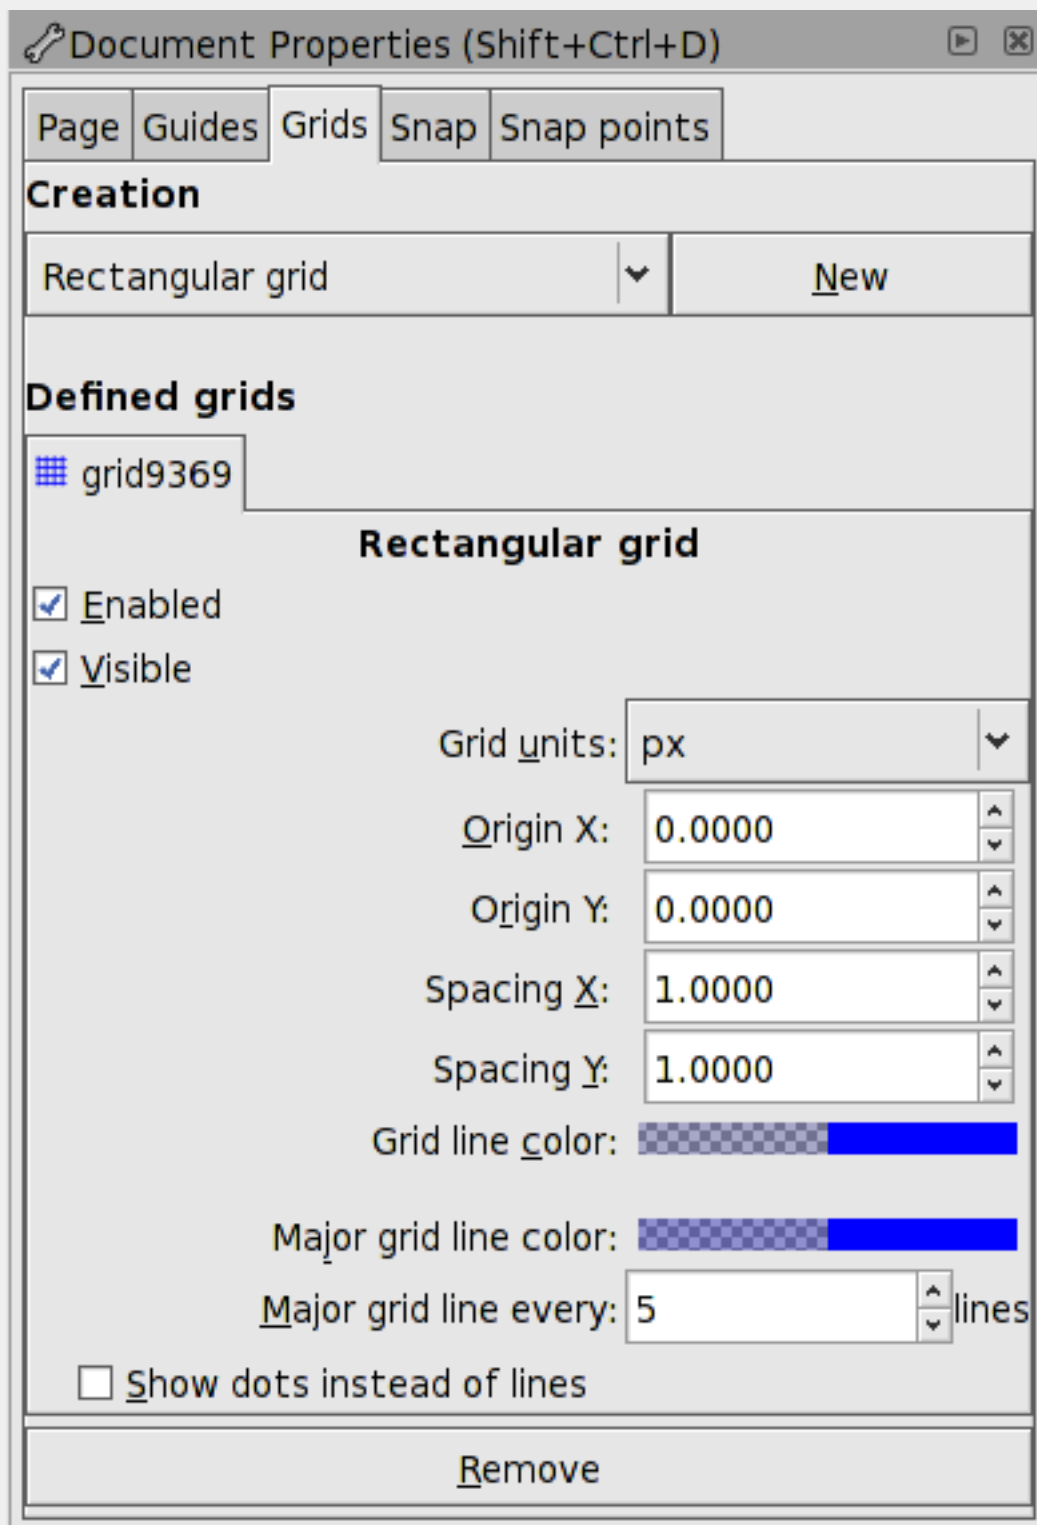 Document Properties (Shift+Ctrl+D)
Page Guides Grids Snap Snap points
Creation
Rectangular grid New
Defined grids
grid9369
Rectangular grid
Enabled
Visible
Grid units: px
Origin X: 0.0000
Origin Y: 0.0000
Spacing X: 1.0000
Spacing Y: 1.0000
Grid line color:
Major grid line color:
Major grid line every: 5 lines
Show dots instead of lines
Remove